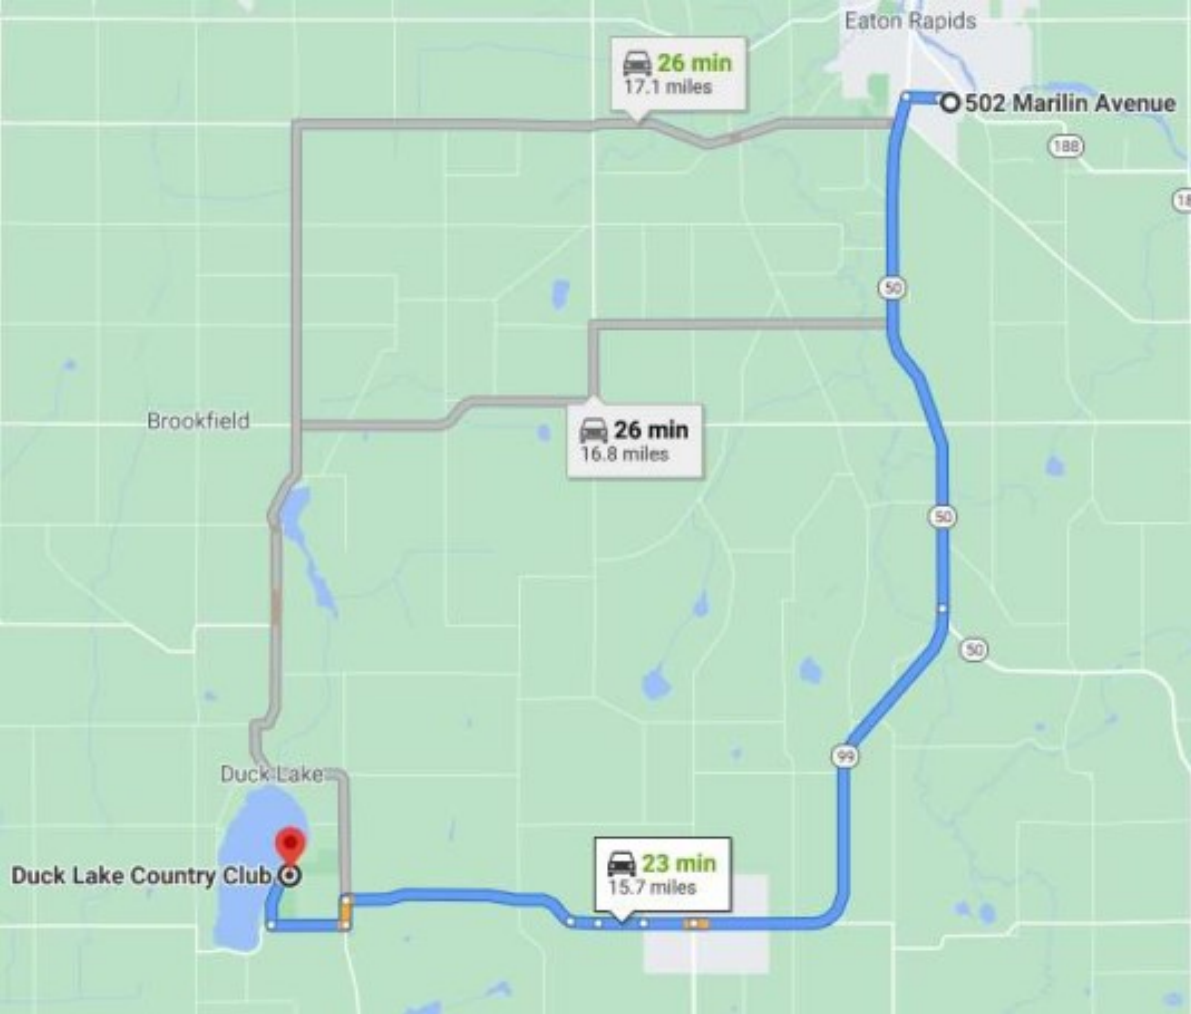 Eaton Rapids
26 min
17.1 miles
502 Marilin Avenue
188
18
50
Brookfield
26 min
16.8 miles
50
50
99
Duck Lake
23 min
15.7 miles
Duck Lake Country Club